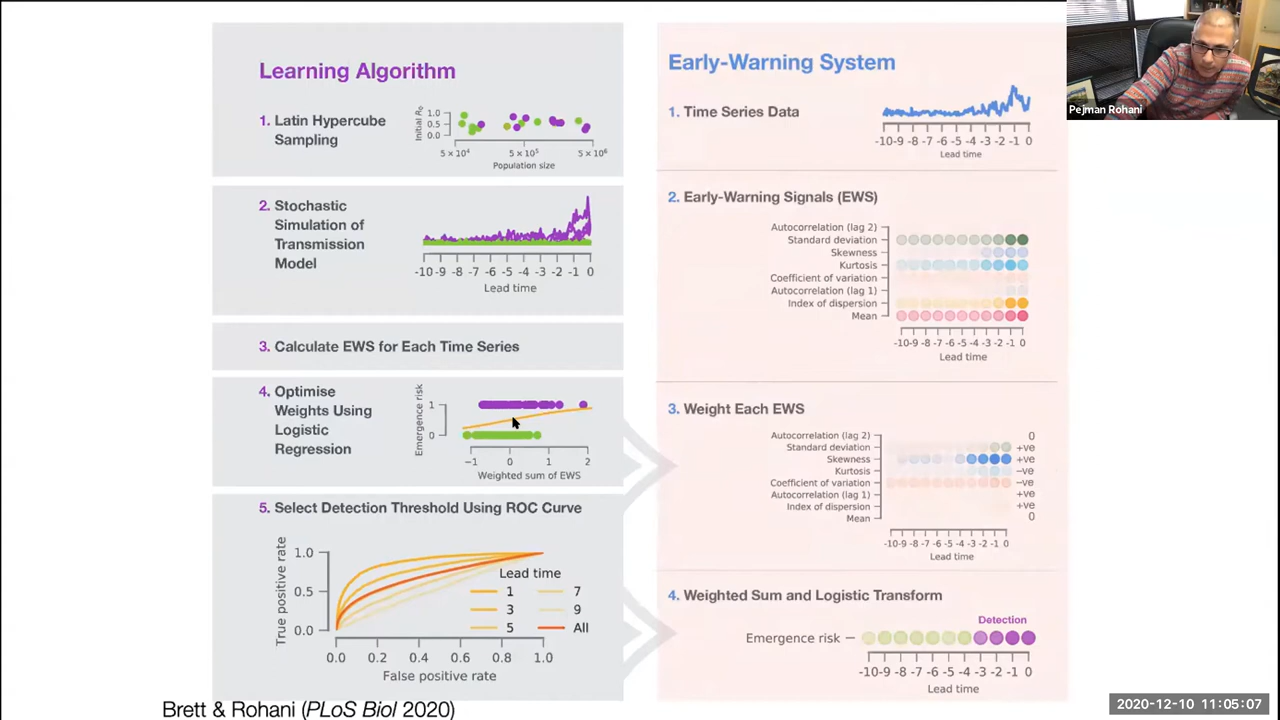 Learning Algorithm
1. Latin Hypercube
Sampling
Initial R₀
1.0
0.5
0.0
5 × 10⁴ 5 × 10⁵ 5 × 10⁶
Population size
2. Stochastic
Simulation of
Transmission
Model
-10 -9 -8 -7 -6 -5 -4 -3 -2 -1 0
Lead time
3. Calculate EWS for Each Time Series
4. Optimise
Weights Using
Logistic
Regression
Emergence risk
1
0
−1 0 1 2
Weighted sum of EWS
5. Select Detection Threshold Using ROC Curve
True positive rate
1.0
0.5
0.0
Lead time
1 7
3 9
5 All
0.0 0.2 0.4 0.6 0.8 1.0
False positive rate
Brett & Rohani (PLoS Biol 2020)
Early-Warning System
1. Time Series Data
-10 -9 -8 -7 -6 -5 -4 -3 -2 -1 0
Lead time
2. Early-Warning Signals (EWS)
Autocorrelation (lag 2)
Standard deviation
Skewness
Kurtosis
Coefficient of variation
Autocorrelation (lag 1)
Index of dispersion
Mean
-10 -9 -8 -7 -6 -5 -4 -3 -2 -1 0
Lead time
3. Weight Each EWS
Autocorrelation (lag 2) 0
Standard deviation +ve
Skewness +ve
Kurtosis −ve
Coefficient of variation −ve
Autocorrelation (lag 1) +ve
Index of dispersion +ve
Mean 0
-10 -9 -8 -7 -6 -5 -4 -3 -2 -1 0
Lead time
4. Weighted Sum and Logistic Transform
Detection
Emergence risk
-10 -9 -8 -7 -6 -5 -4 -3 -2 -1 0
Lead time
Pejman Rohani
2020-12-10 11:05:07